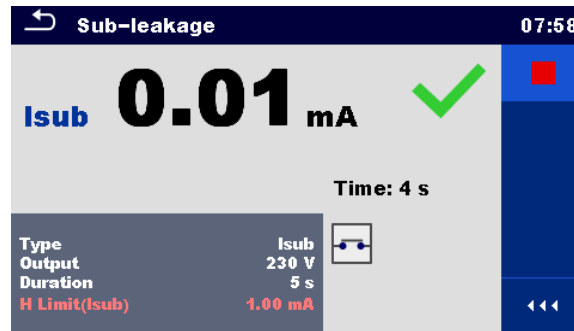 Sub-leakage 07:58
Isub 0.01 mA
Time: 4 s
Type Isub
Output 230 V
Duration 5 s
H Limit(Isub) 1.00 mA